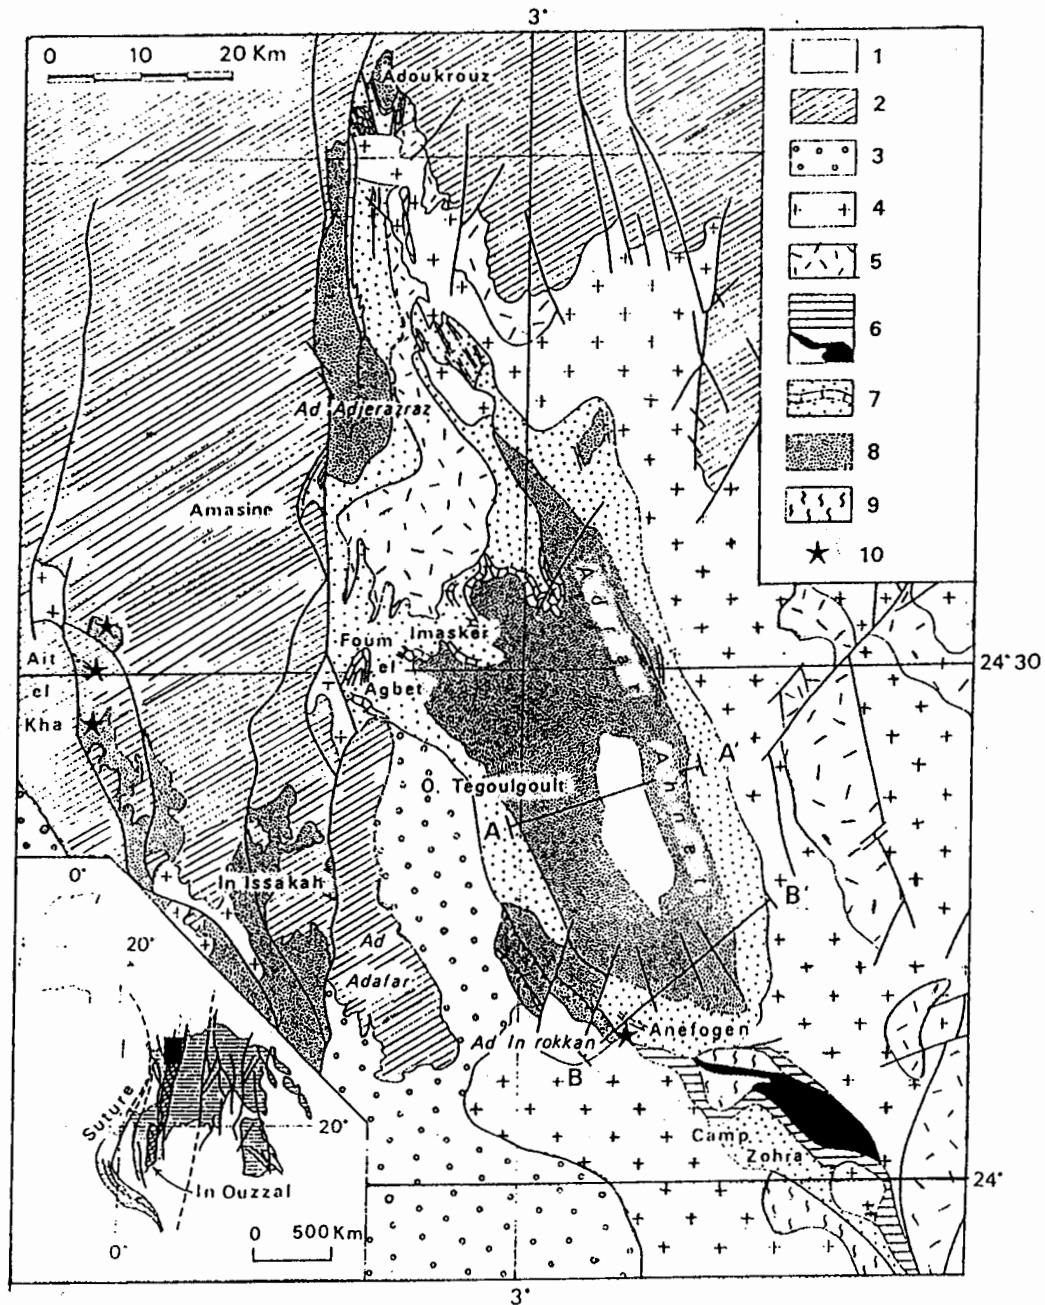 3°
0 10 20 Km
Adoukrouz
1
2
3
4
5
6
7
8
9
10
Ad Adjerazraz
Amasine
Adrar
Ahnet
Foum
el
Agbet
Imasker
24° 30
Ait
el
Kha
O. Tegoulgoult
A
A'
B'
In Issakah
Ad
Adafar
Ad In rokkan
Anefogen
B
Camp
Zohra
24°
0°
20°
Suture
20°
In Ouzzal
0°
0 500 Km
3°